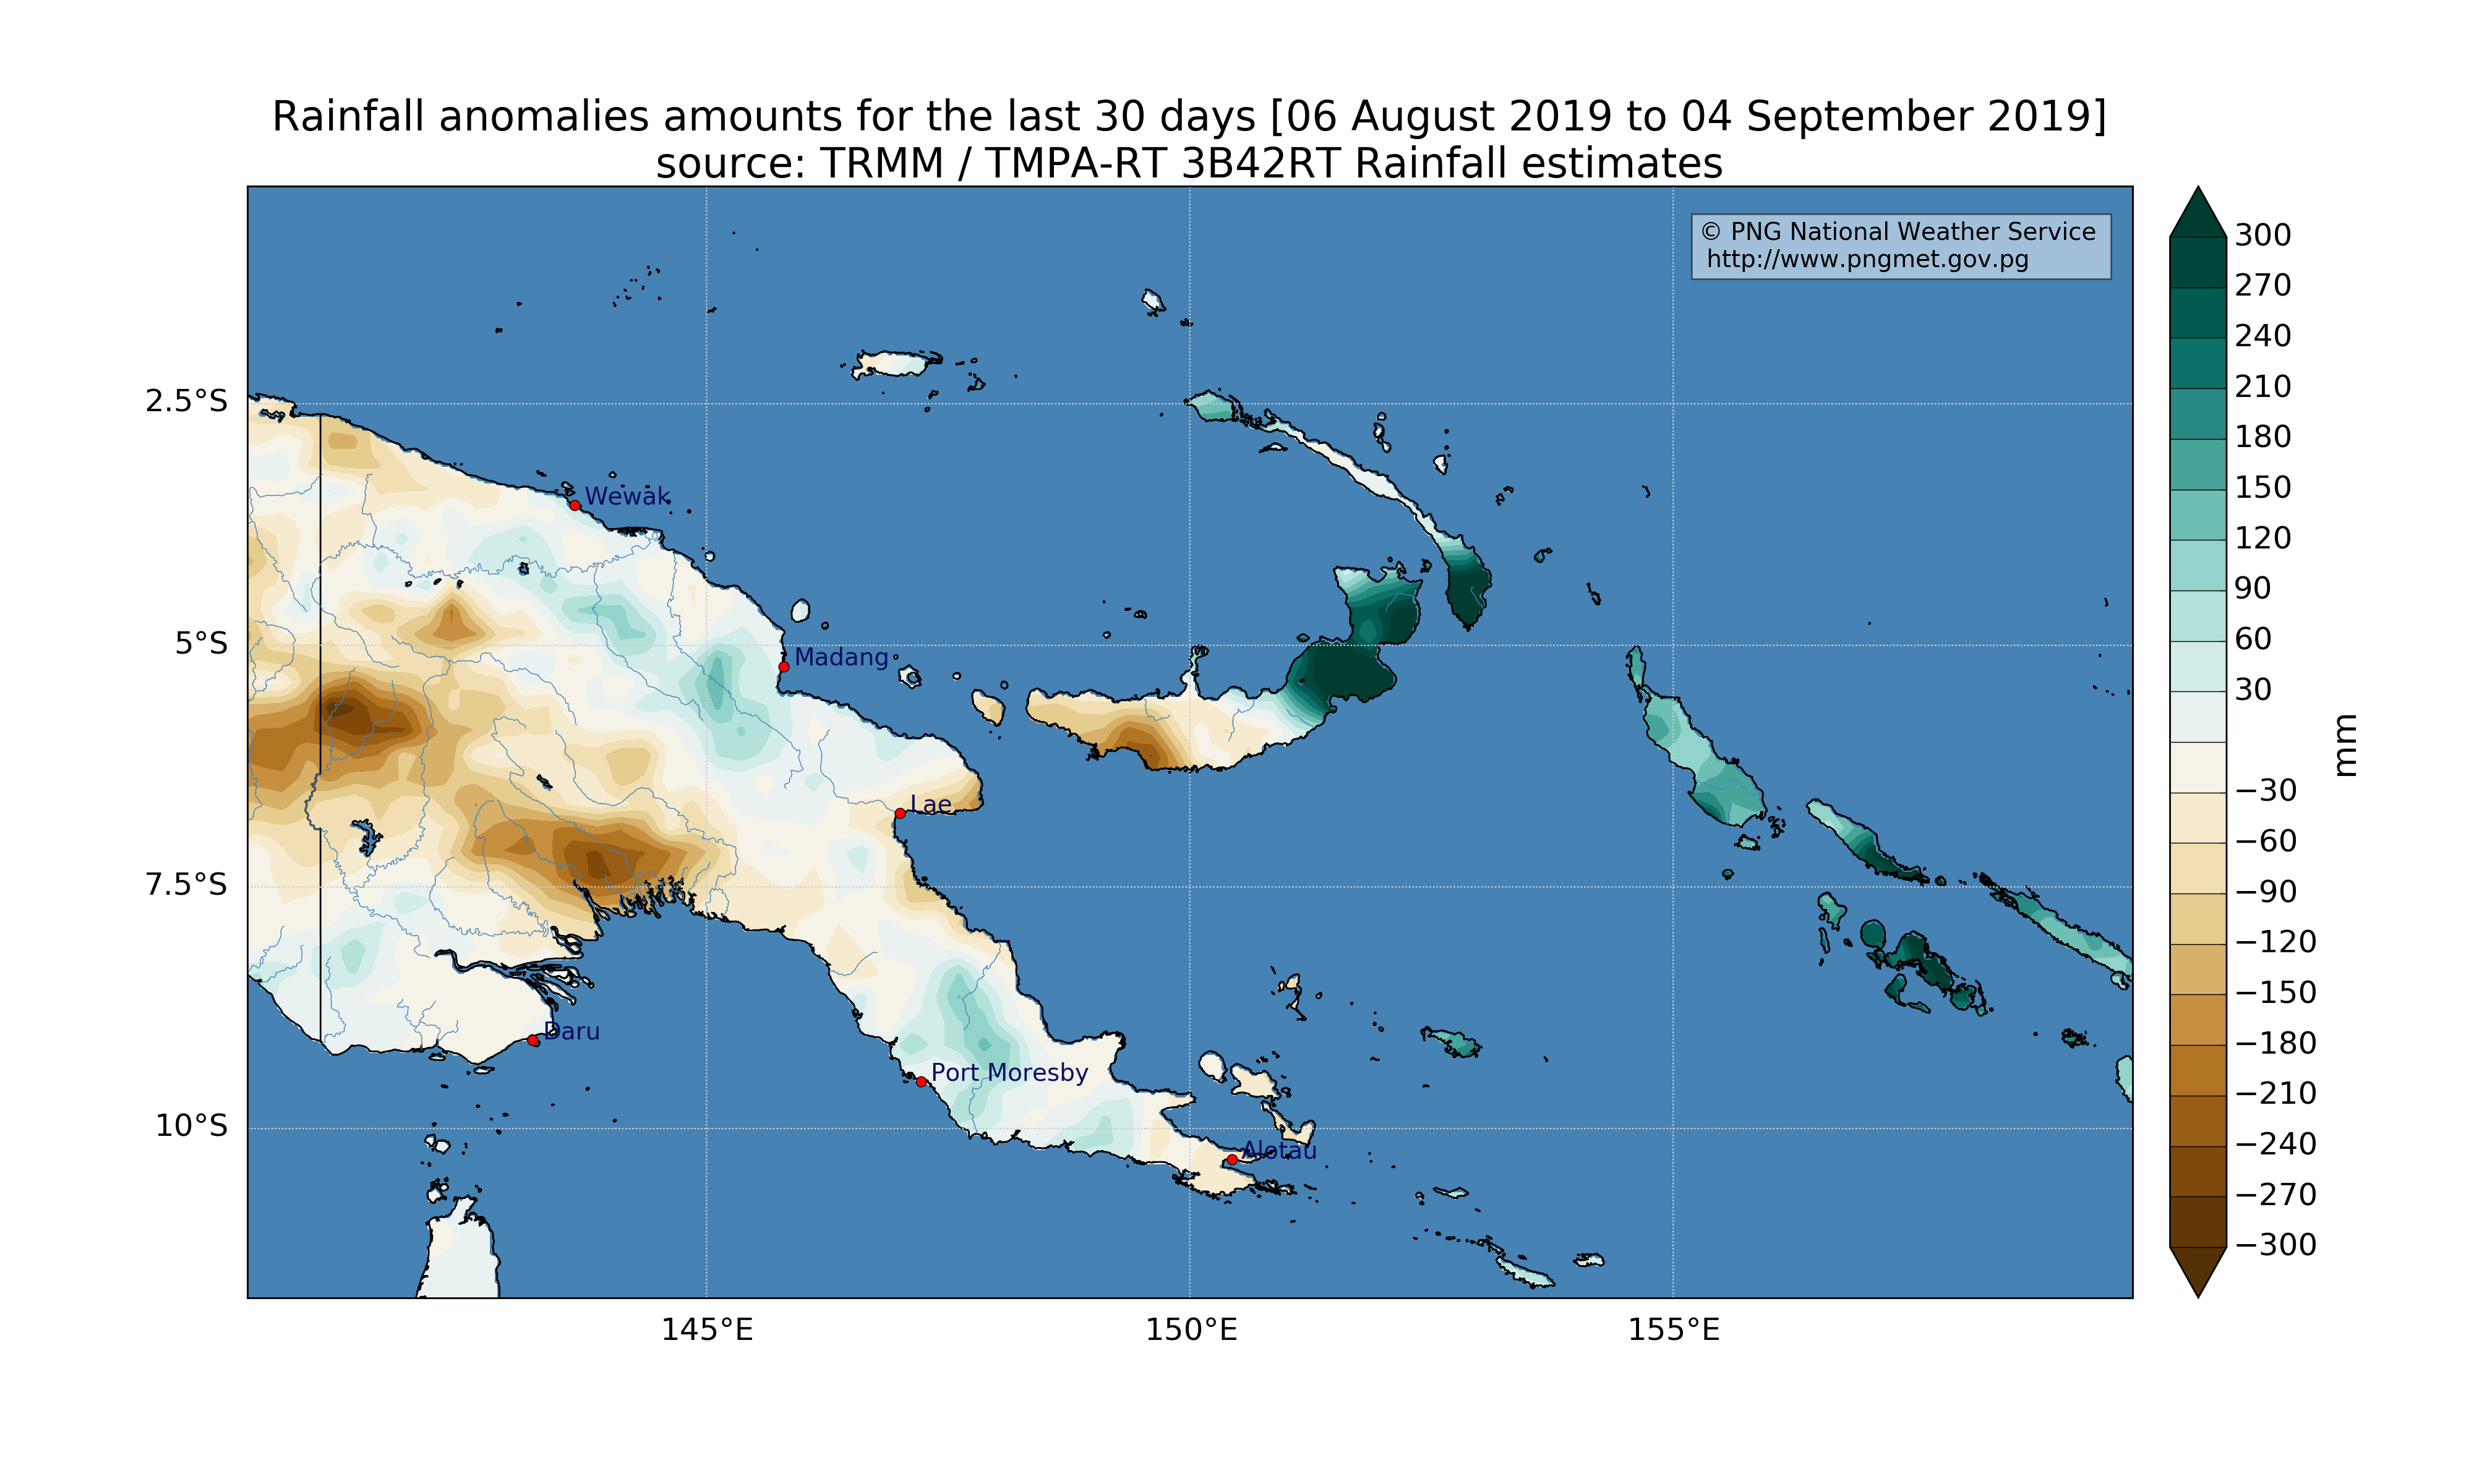 Rainfall anomalies amounts for the last 30 days [06 August 2019 to 04 September 2019]
source: TRMM / TMPA-RT 3B42RT Rainfall estimates
© PNG National Weather Service
http://www.pngmet.gov.pg
2.5°S
5°S
7.5°S
10°S
Wewak
Madang
Lae
Daru
Port Moresby
Alotau
145°E
150°E
155°E
300
270
240
210
180
150
120
90
60
30
−30
−60
−90
−120
−150
−180
−210
−240
−270
−300
mm